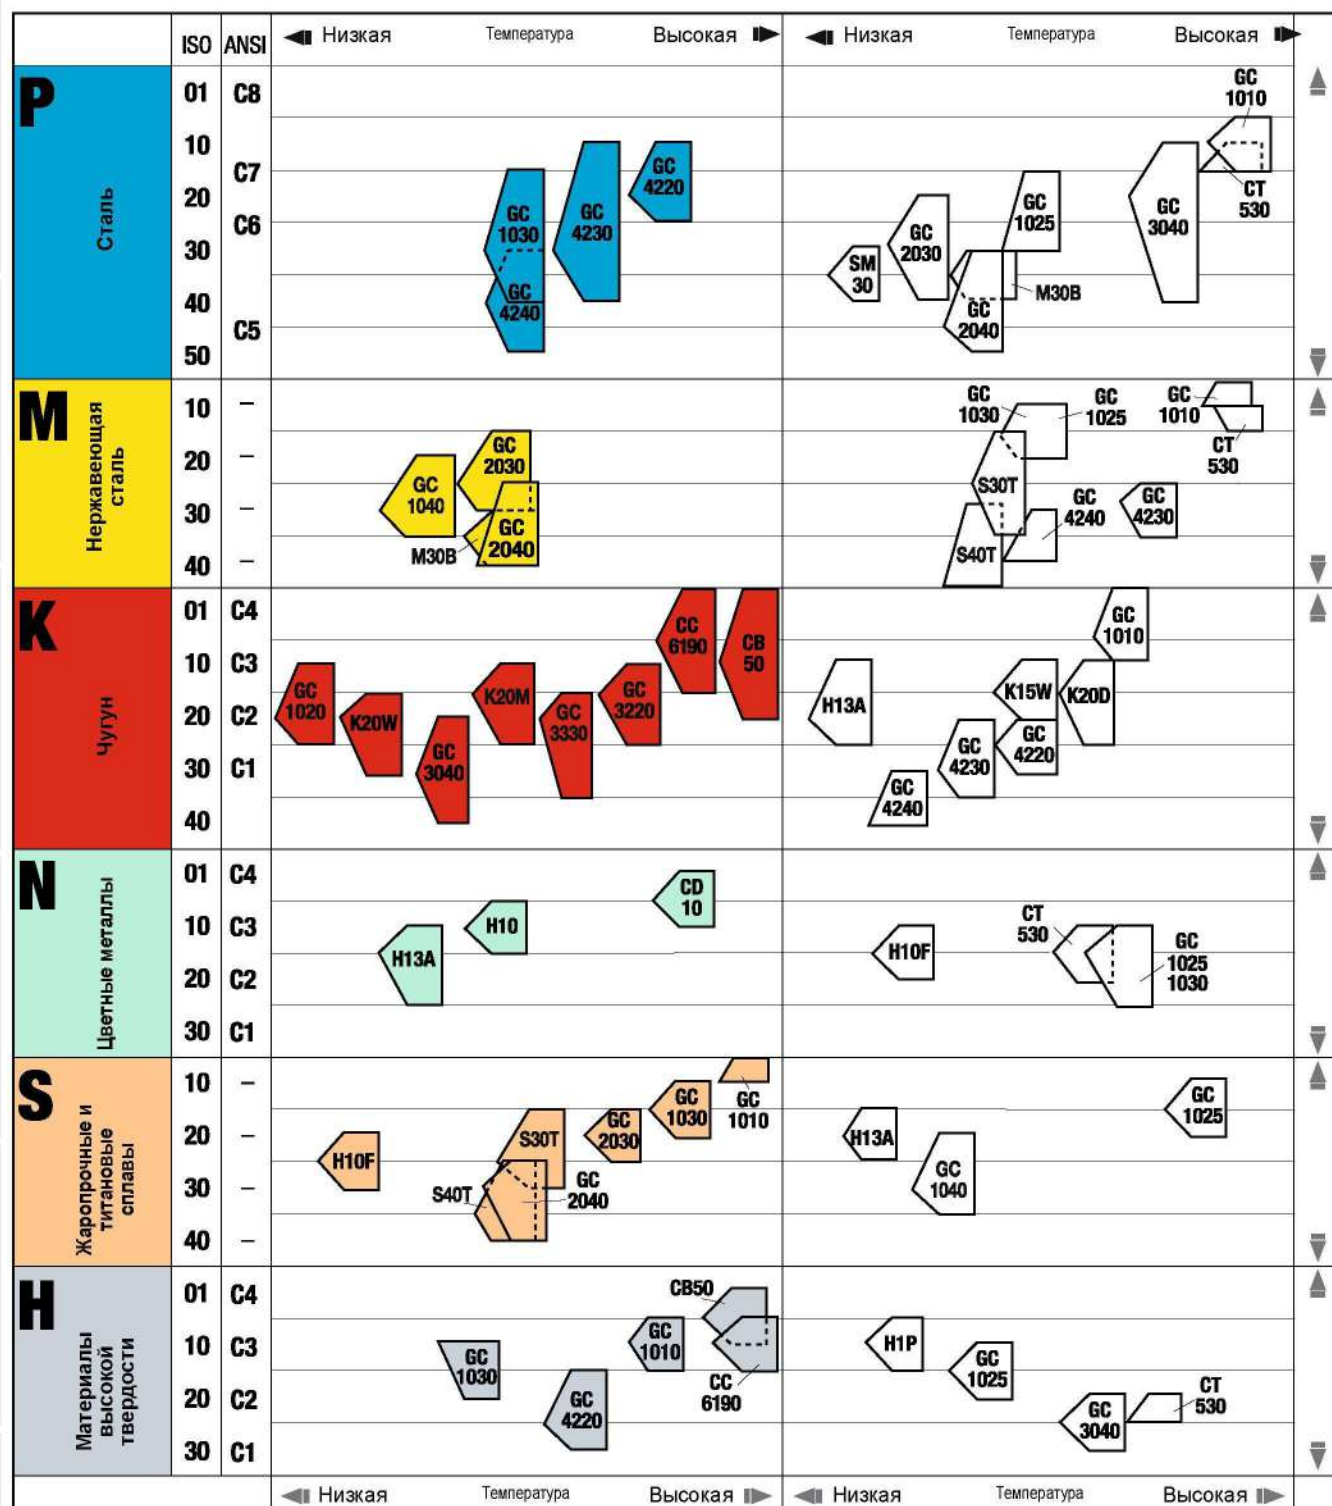 ISO ANSI Низкая Температура Высокая Низкая Температура Высокая
P
Сталь
01 C8
10
C7
20
C6
30
40
C5
50
GC
1030
GC
4240
GC
4230
GC
4220
SM
30
GC
2030
GC
2040
M30B
GC
1025
GC
3040
GC
1010
CT
530
M
Нержавеющая
сталь
10 –
20 –
30 –
40 –
GC
1040
GC
2030
M30B
GC
2040
GC
1030
GC
1025
S30T
S40T
GC
4240
GC
4230
GC
1010
CT
530
K
Чугун
01 C4
10 C3
20 C2
30 C1
40
GC
1020
K20W
GC
3040
K20M
GC
3330
GC
3220
CC
6190
CB
50
H13A
GC
4240
GC
4230
K15W
GC
4220
K20D
GC
1010
N
Цветные металлы
01 C4
10 C3
20 C2
30 C1
H13A
H10
CD
10
H10F
CT
530
GC
1025
1030
S
Жаропрочные и
титановые
сплавы
10 –
20 –
30 –
40 –
H10F
S40T
S30T
GC
2040
GC
2030
GC
1030
GC
1010
H13A
GC
1040
GC
1025
H
Материалы
высокой
твердости
01 C4
10 C3
20 C2
30 C1
GC
1030
GC
4220
GC
1010
CB50
CC
6190
H1P
GC
1025
GC
3040
CT
530
Низкая Температура Высокая Низкая Температура Высокая